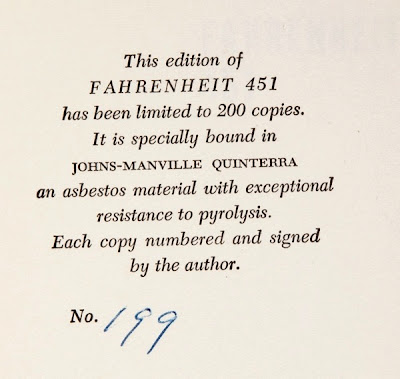 This edition of
FAHRENHEIT 451
has been limited to 200 copies.
It is specially bound in
JOHNS-MANVILLE QUINTERRA
an asbestos material with exceptional
resistance to pyrolysis.
Each copy numbered and signed
by the author.
No. 199